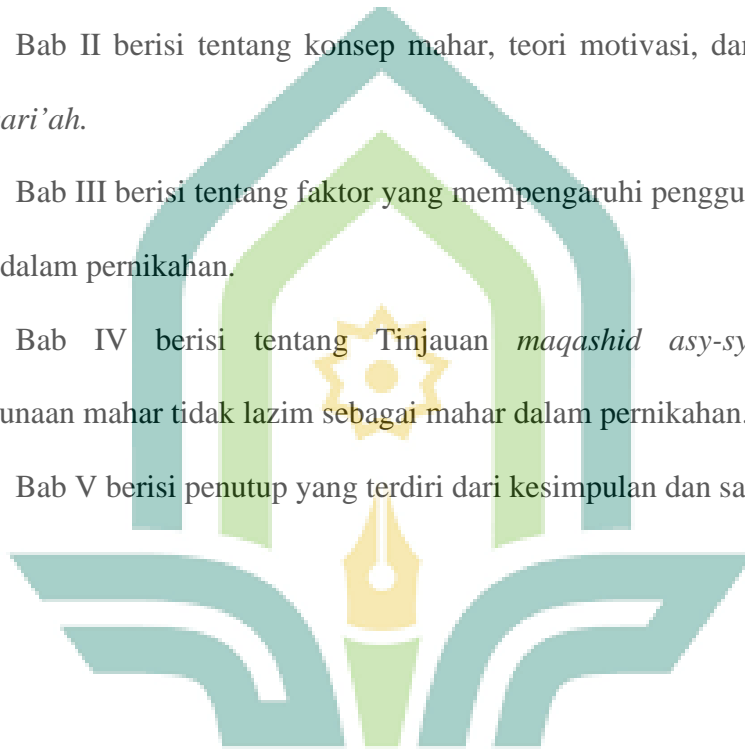 Bab II berisi tentang konsep mahar, teori motivasi, dan
ari’ah.
Bab III berisi tentang faktor yang mempengaruhi penggu
dalam pernikahan.
Bab IV berisi tentang Tinjauan maqashid asy-sy
unaan mahar tidak lazim sebagai mahar dalam pernikahan.
Bab V berisi penutup yang terdiri dari kesimpulan dan sa